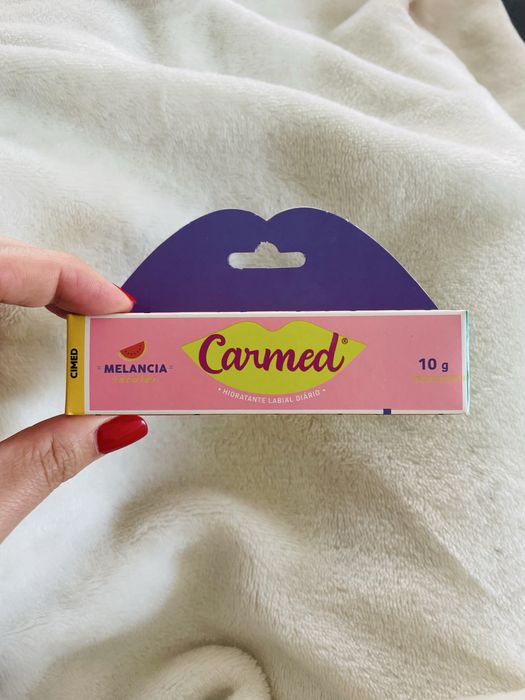 CIMED
MELANCIA
Carmed®
• HIDRATANTE LABIAL DIÁRIO •
10 g